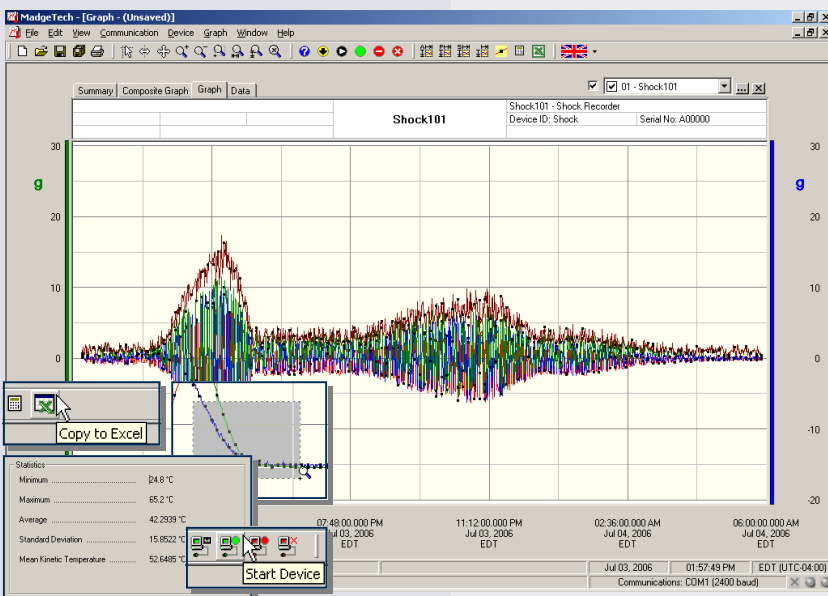 MadgeTech - [Graph - (Unsaved)]
File Edit View Communication Device Graph Window Help
Summary Composite Graph Graph Data
01 - Shock101
Shock101
Shock101 - Shock Recorder
Device ID: Shock Serial No: A00000
30 30
g g
20 20
10 10
0 0
-10
-20
Copy to Excel
Statistics
Minimum ........ 24.8 °C
Maximum ........ 65.2 °C
Average ........ 42.2939 °C
Standard Deviation ........ 15.8522 °C
Mean Kinetic Temperature ........ 52.6485 °C
Start Device
07:48:00.000 PM 11:12:00.000 PM 02:36:00.000 AM 06:00:00.000 AM
Jul 03, 2006 Jul 03, 2006 Jul 04, 2006 Jul 04, 2006
EDT EDT EDT EDT
Jul 03, 2006 01:57:49 PM EDT (UTC-04:00)
Communications: COM1 (2400 baud)